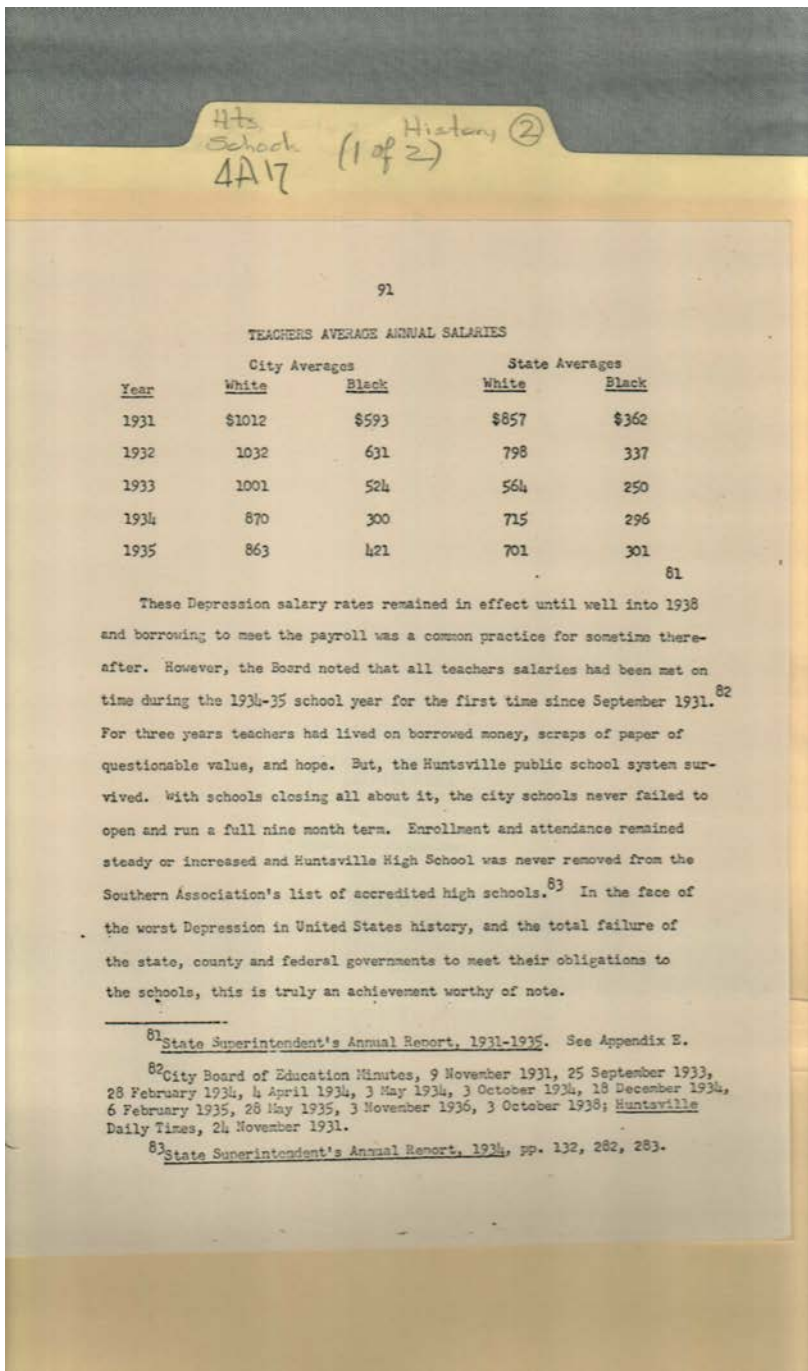 Hts History ②
School (1 of 2)
4A17
91
TEACHERS AVERAGE ANNUAL SALARIES
City Averages State Averages
Year White Black White Black
1931 $1012 $593 $857 $362
1932 1032 631 798 337
1933 1001 524 564 250
1934 870 300 715 296
1935 863 421 701 301
81
These Depression salary rates remained in effect until well into 1938
and borrowing to meet the payroll was a common practice for sometime there-
after. However, the Board noted that all teachers salaries had been met on
time during the 1934-35 school year for the first time since September 1931.82
For three years teachers had lived on borrowed money, scraps of paper of
questionable value, and hope. But, the Huntsville public school system sur-
vived. With schools closing all about it, the city schools never failed to
open and run a full nine month term. Enrollment and attendance remained
steady or increased and Huntsville High School was never removed from the
Southern Association's list of accredited high schools.83 In the face of
the worst Depression in United States history, and the total failure of
the state, county and federal governments to meet their obligations to
the schools, this is truly an achievement worthy of note.
81State Superintendent's Annual Report, 1931-1935. See Appendix E.
82City Board of Education Minutes, 9 November 1931, 25 September 1933,
28 February 1934, 4 April 1934, 3 May 1934, 3 October 1934, 18 December 1934,
6 February 1935, 28 May 1935, 3 November 1936, 3 October 1938; Huntsville
Daily Times, 24 November 1931.
83State Superintendent's Annual Report, 1934, pp. 132, 282, 283.